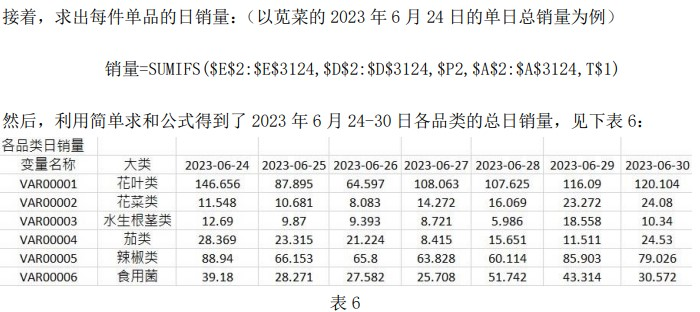 接着，求出每件单品的日销量：（以苋菜的 2023 年 6 月 24 日的单日总销量为例）
销量=SUMIFS($E$2:$E$3124,$D$2:$D$3124,$P2,$A$2:$A$3124,T$1)
然后，利用简单求和公式得到了 2023 年 6 月 24-30 日各品类的总日销量，见下表 6：
各品类日销量
变量名称 大类 2023-06-24 2023-06-25 2023-06-26 2023-06-27 2023-06-28 2023-06-29 2023-06-30
VAR00001 花叶类 146.656 87.895 64.597 108.063 107.625 116.09 120.104
VAR00002 花菜类 11.548 10.681 8.083 14.272 16.069 23.272 24.08
VAR00003 水生根茎类 12.69 9.87 9.393 8.721 5.986 18.558 10.34
VAR00004 茄类 28.369 23.315 21.224 8.415 15.651 11.511 24.53
VAR00005 辣椒类 88.94 66.153 65.8 63.828 60.114 85.903 79.026
VAR00006 食用菌 39.18 28.271 27.582 25.708 51.742 43.314 30.572
表 6